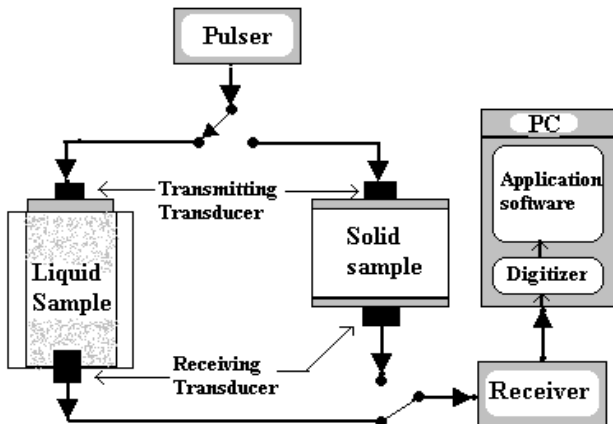 Pulser
PC
Application
software
Digitizer
Transmitting
Transducer
Solid
sample
Liquid
Sample
Receiving
Transducer
Receiver